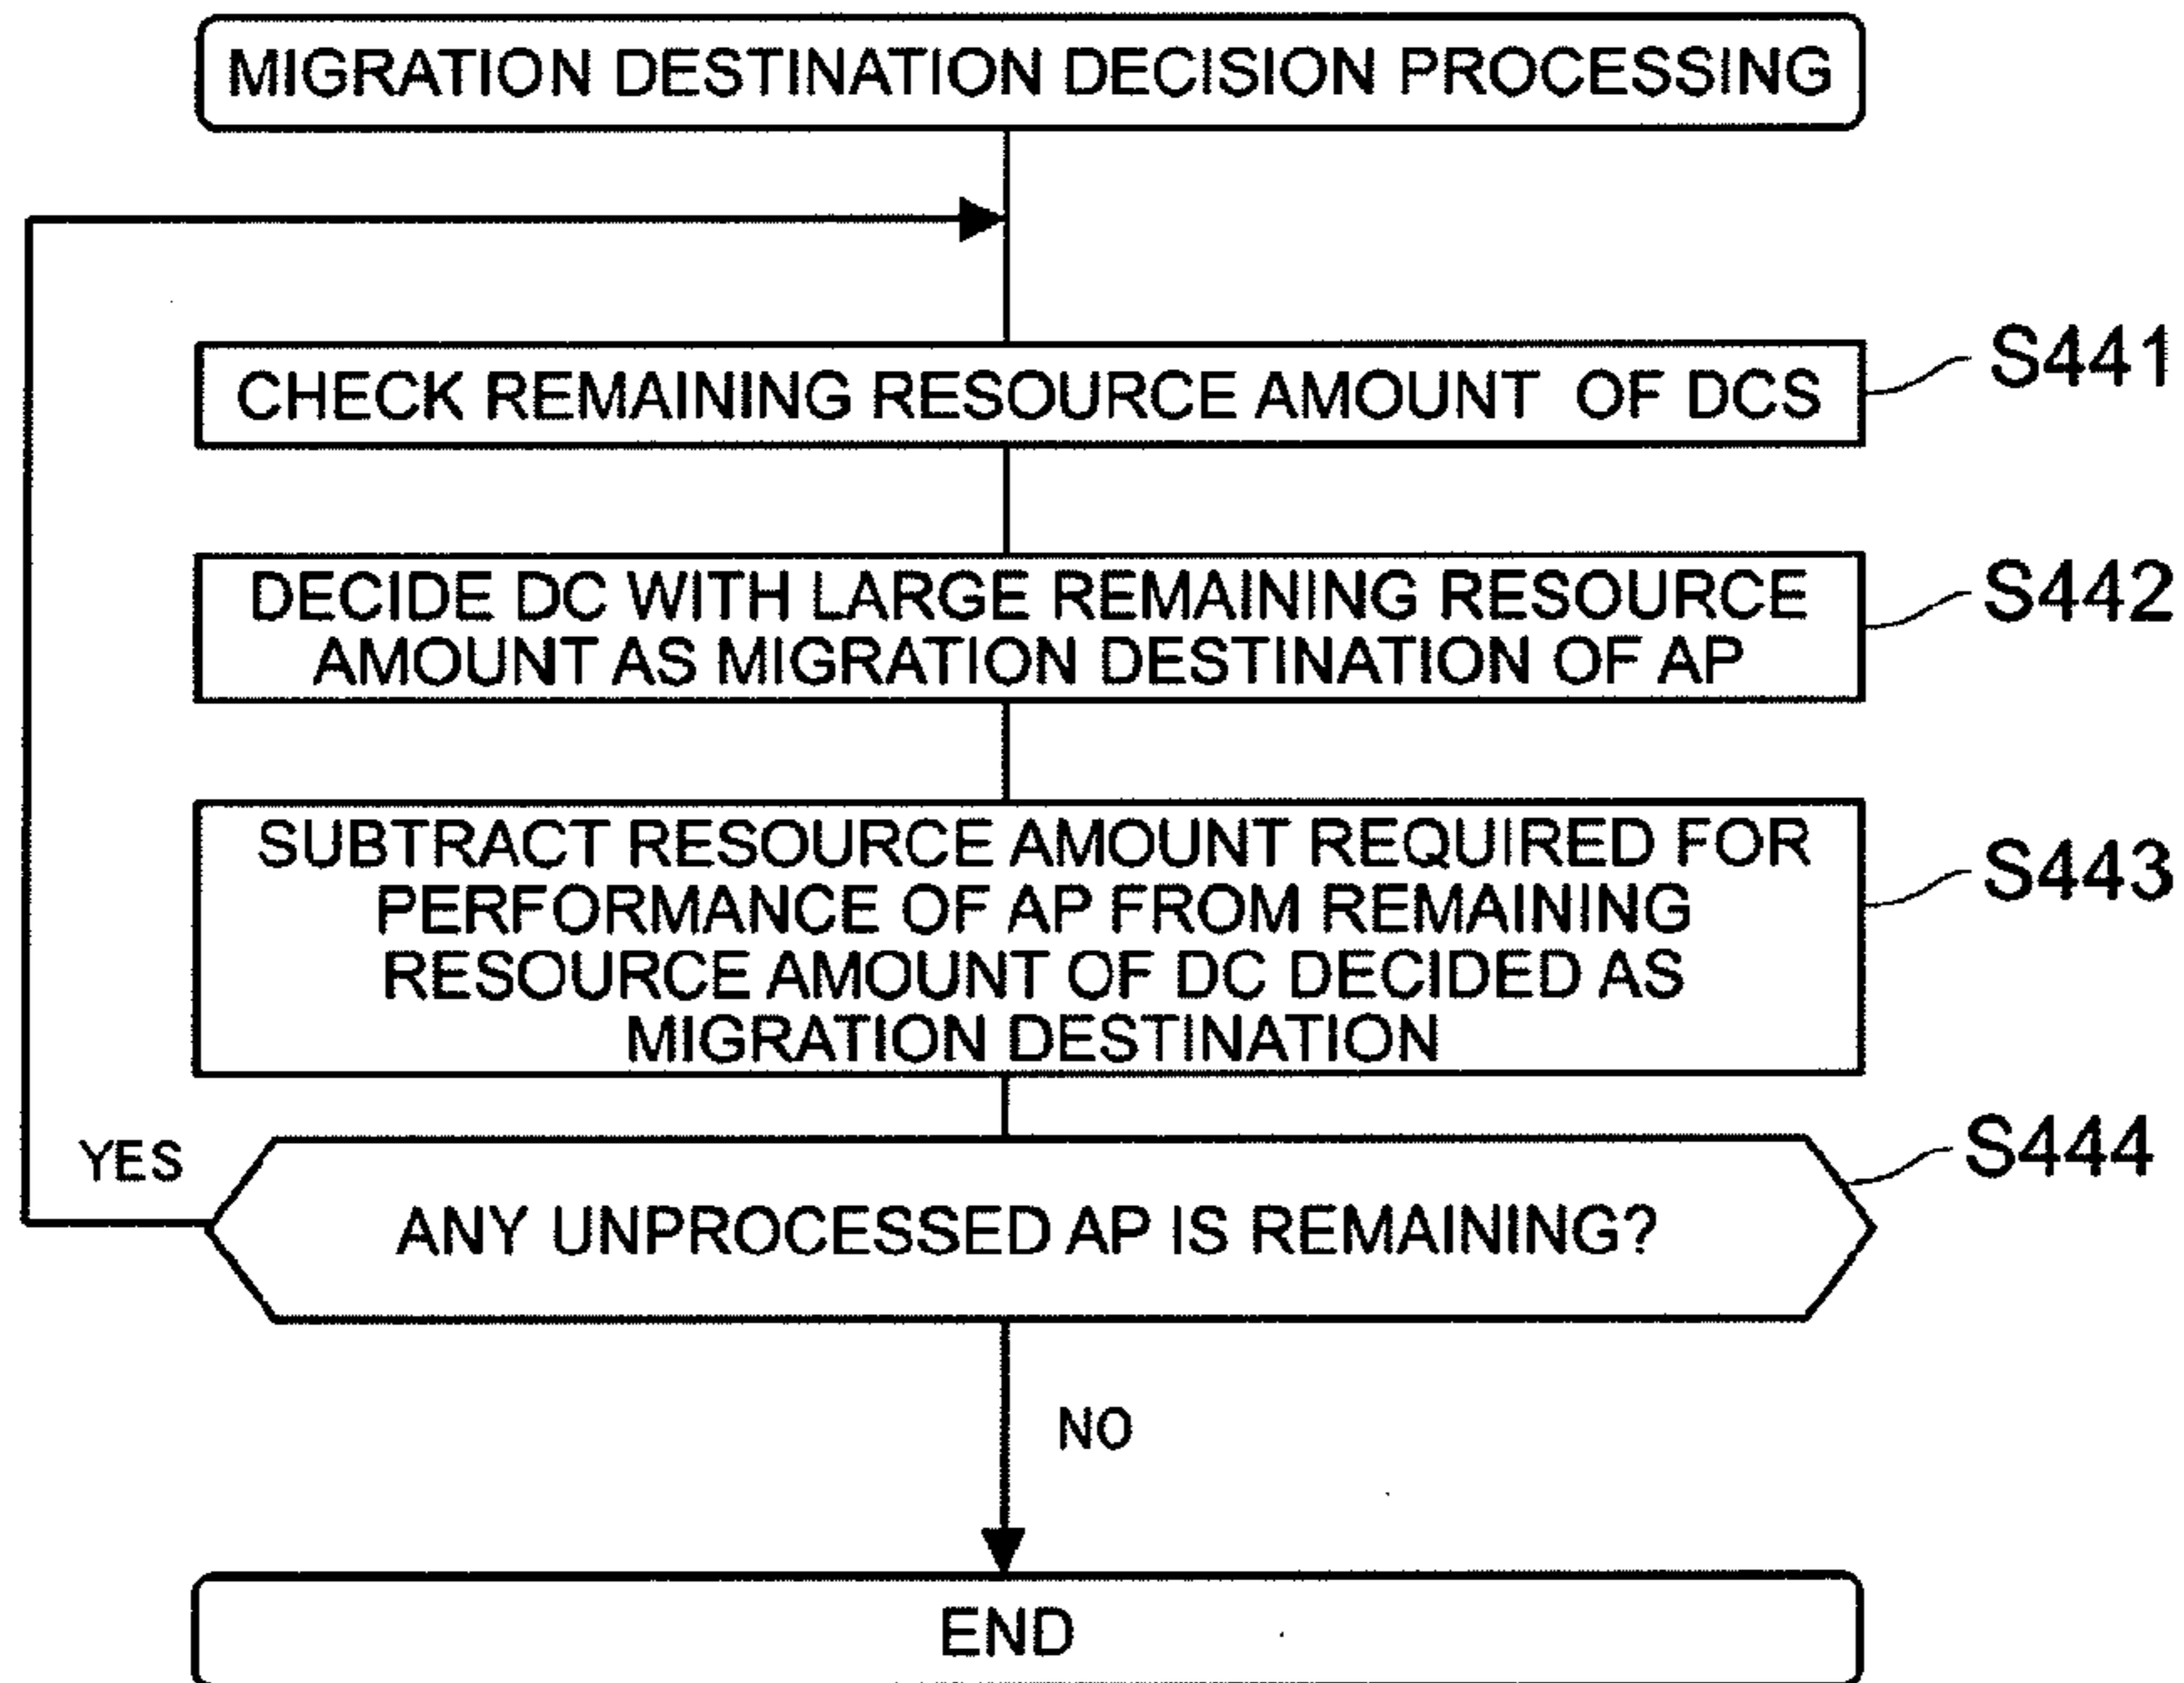 MIGRATION DESTINATION DECISION PROCESSING
CHECK REMAINING RESOURCE AMOUNT OF DCS
S441
DECIDE DC WITH LARGE REMAINING RESOURCE
AMOUNT AS MIGRATION DESTINATION OF AP
S442
SUBTRACT RESOURCE AMOUNT REQUIRED FOR
PERFORMANCE OF AP FROM REMAINING
RESOURCE AMOUNT OF DC DECIDED AS
MIGRATION DESTINATION
S443
YES
ANY UNPROCESSED AP IS REMAINING?
S444
NO
END